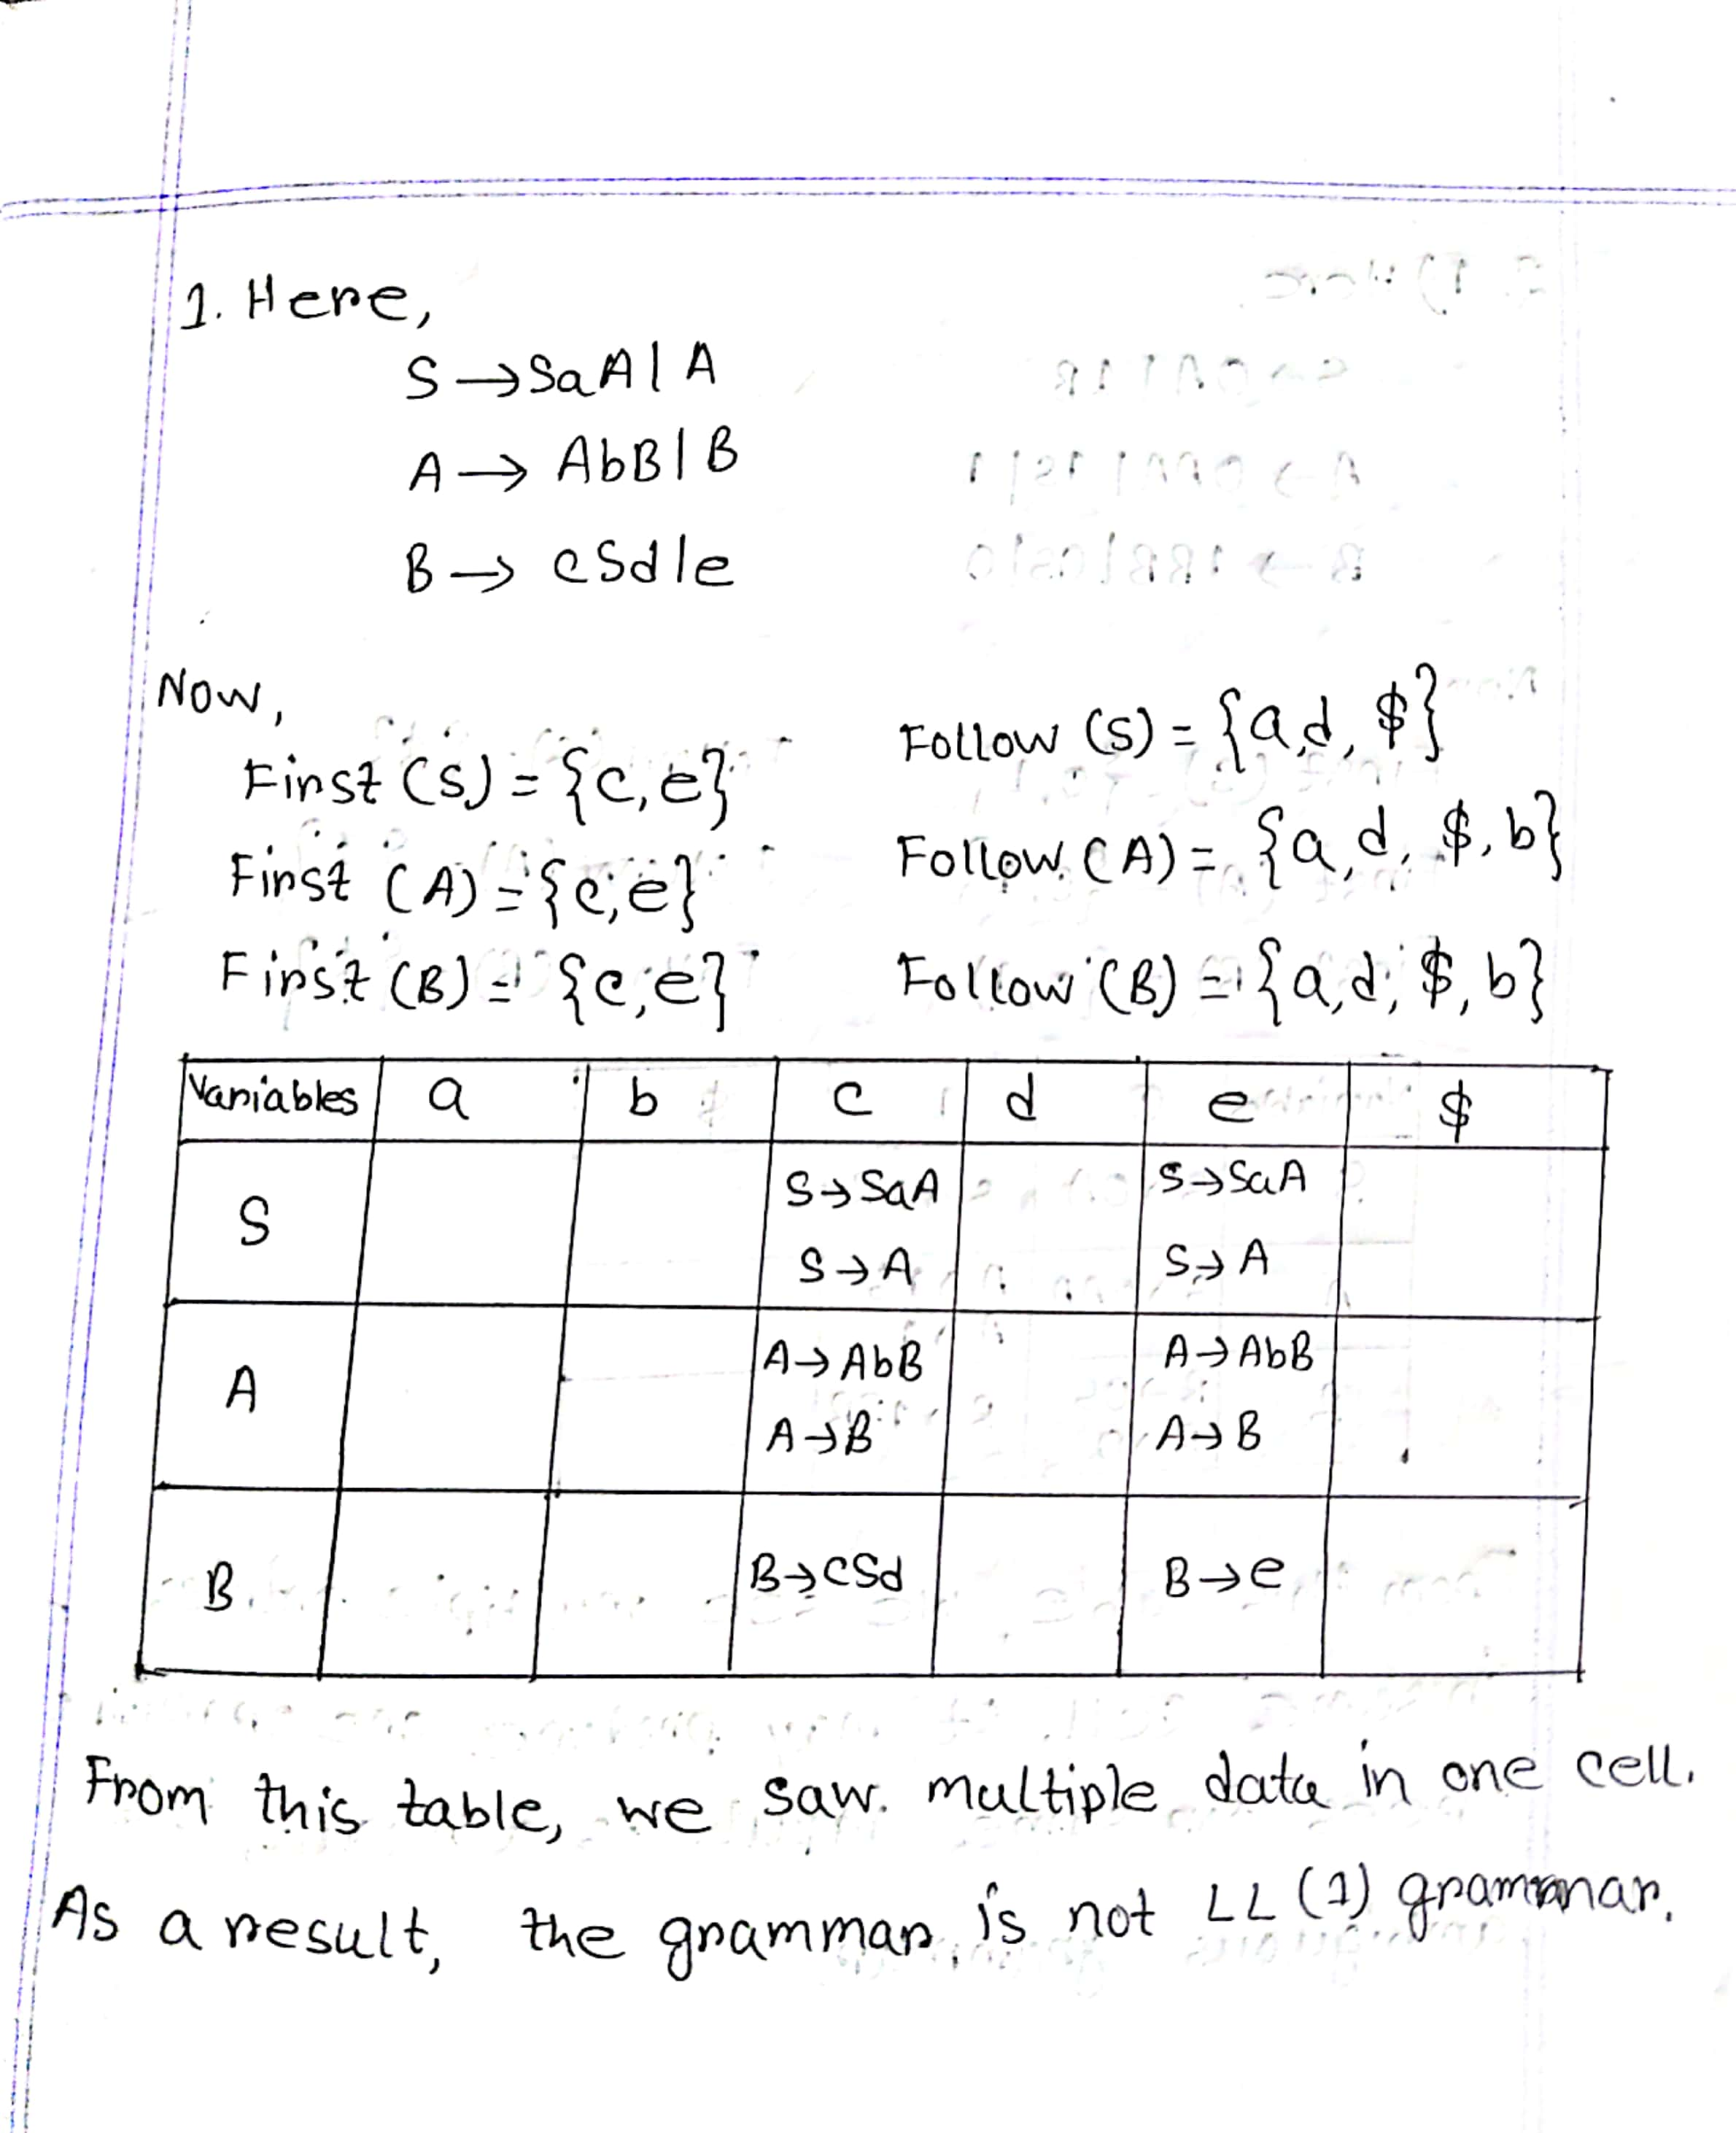 1. Here,
S → SaA | A
A → AbB | B
B → cSd | e
Now,
First (S) = {c, e}
Follow (S) = {a, d, $}
First (A) = {c, e}
Follow (A) = {a, d, $, b}
First (B) = {c, e}
Follow (B) = {a, d, $, b}
Variables a b c d e $
S S → SaA S → SaA
S → A S → A
A A → AbB A → AbB
A → B A → B
B B → cSd B → e
From this table, we saw multiple data in one cell.
As a result, the grammar is not LL (1) grammar.